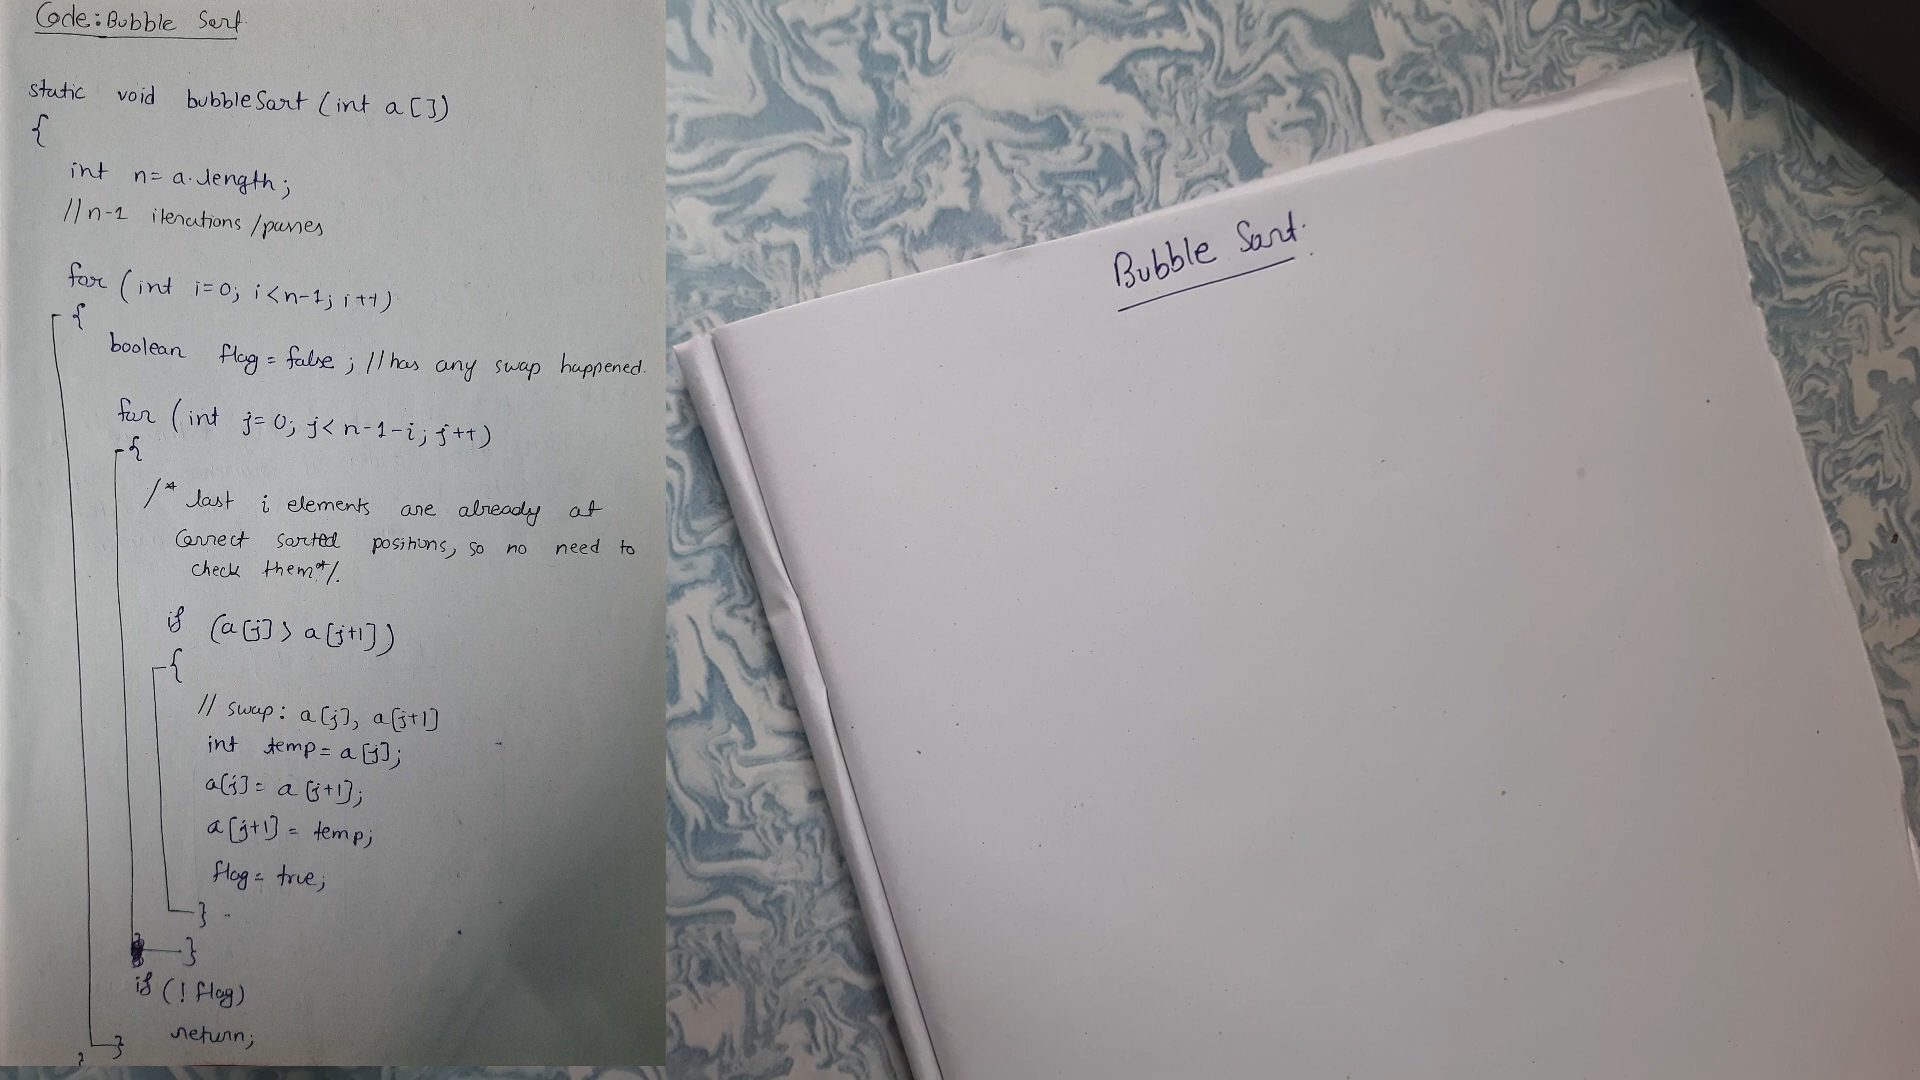 Code: Bubble Sort
static void bubbleSort (int a[])
{
int n= a.length;
//n-1 iterations /passes
for (int i=0; i<n-1; i++)
{
boolean flag = false ; //has any swap happened.
for (int j=0; j<n-1-i; j++)
{
/* last i elements are already at
Correct sorted positions, so no need to
check them*/.
if (a[j] > a[j+1])
{
// swap: a[j], a[j+1]
int temp= a[j];
a[j] = a[j+1];
a[j+1] = temp;
flag = true;
}
}
if (! flag)
return;
}
}
Bubble Sort.